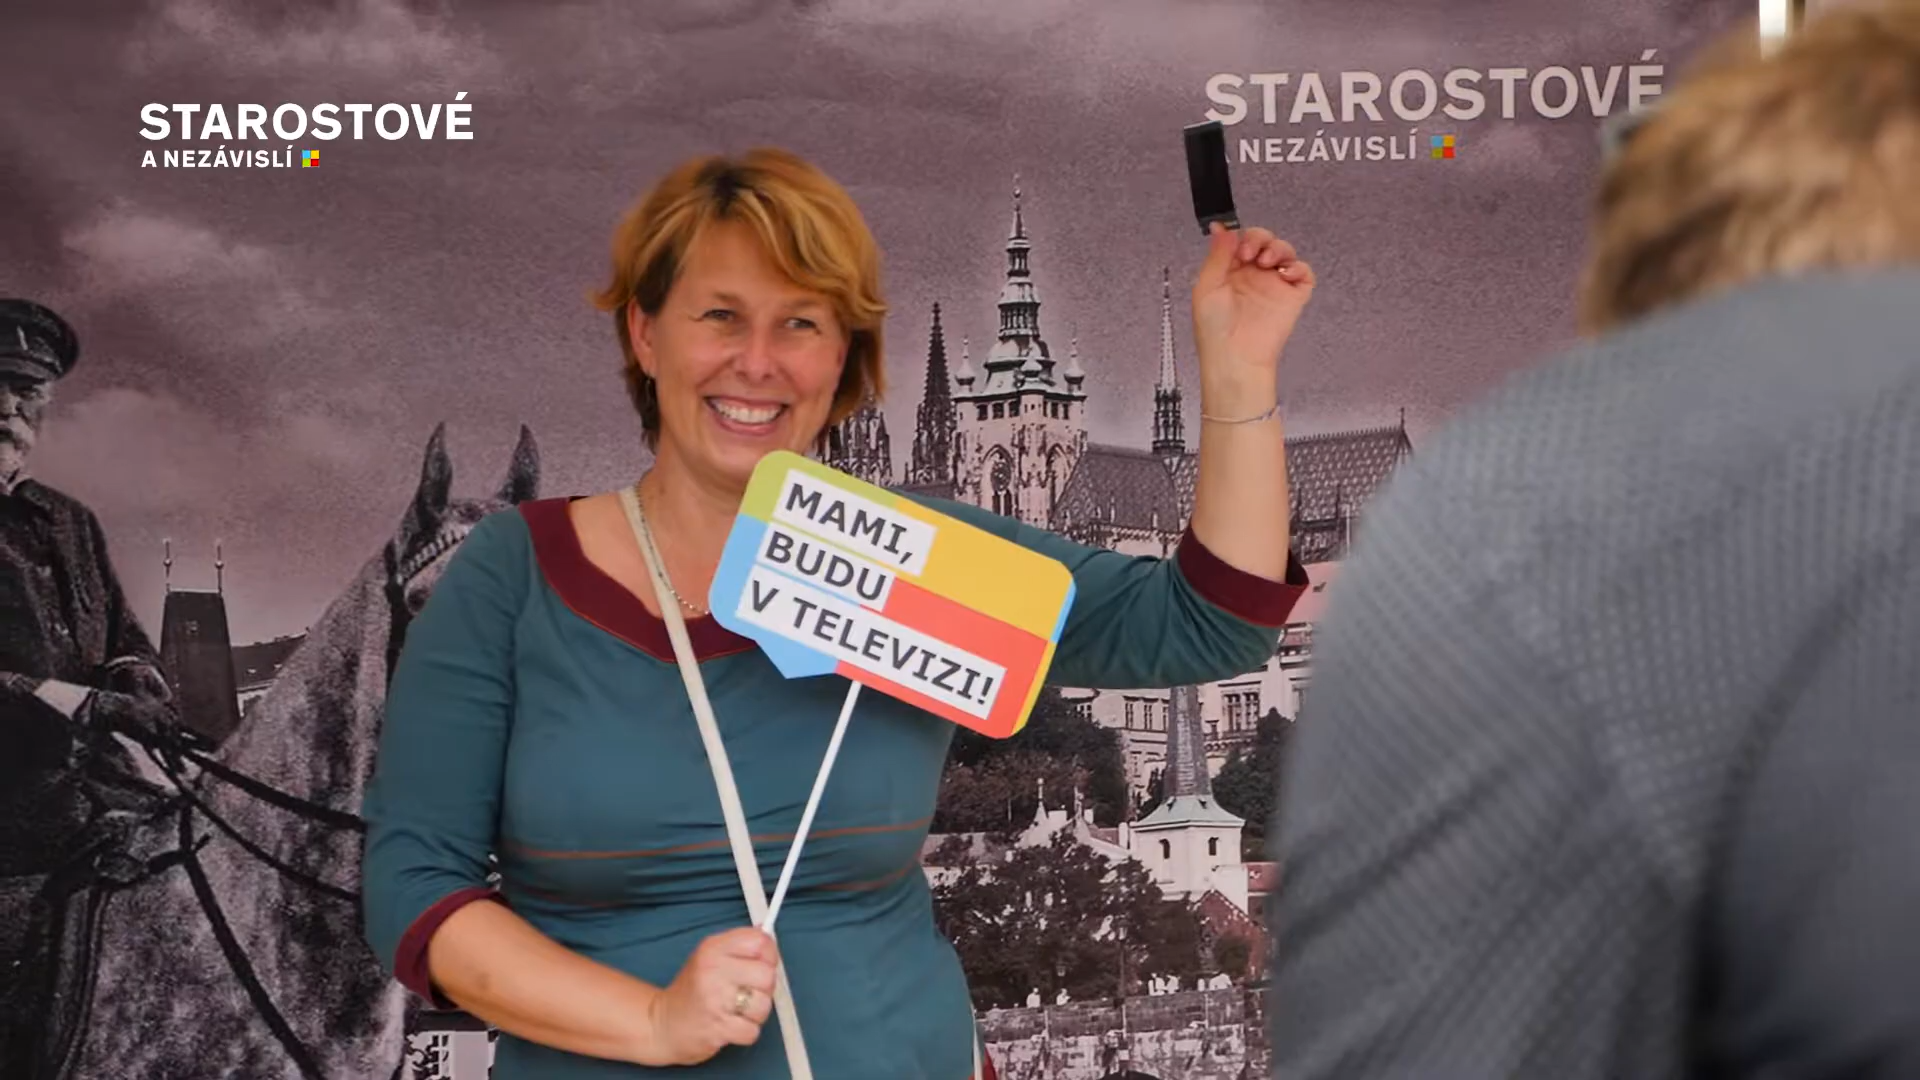 STAROSTOVÉ
A NEZÁVISLÍ
STAROSTOVÉ
NEZÁVISLÍ
MAMI,
BUDU
V TELEVIZI!